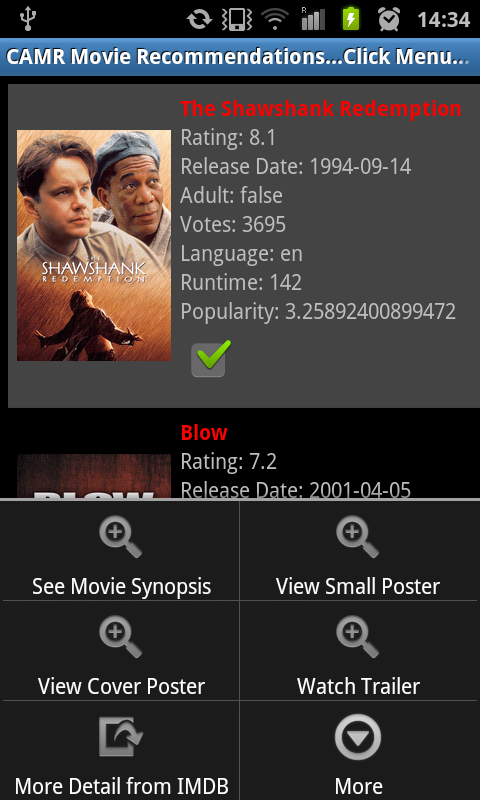 R
14:34
CAMR Movie Recommendations...Click Menu...
The Shawshank Redemption
Rating: 8.1
Release Date: 1994-09-14
Adult: false
Votes: 3695
Language: en
Runtime: 142
Popularity: 3.25892400899472
THE
SHAWSHANK
REDEMPTION
Blow
Rating: 7.2
Release Date: 2001-04-05
BLOW
See Movie Synopsis
View Small Poster
View Cover Poster
Watch Trailer
More Detail from IMDB
More